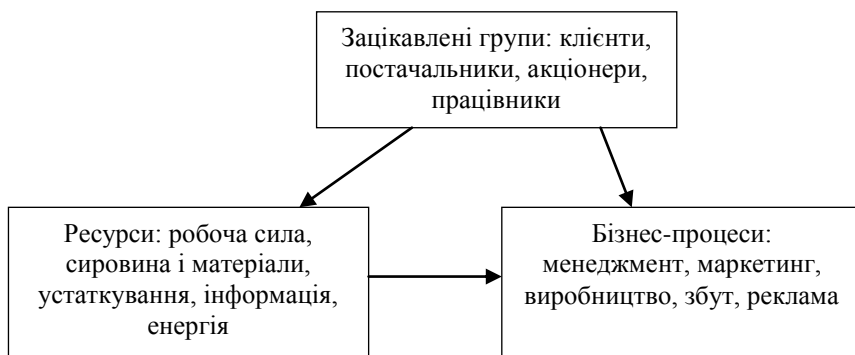 Зацікавлені групи: клієнти,
постачальники, акціонери,
працівники
Ресурси: робоча сила,
сировина і матеріали,
устаткування, інформація,
енергія
Бізнес-процеси:
менеджмент, маркетинг,
виробництво, збут, реклама